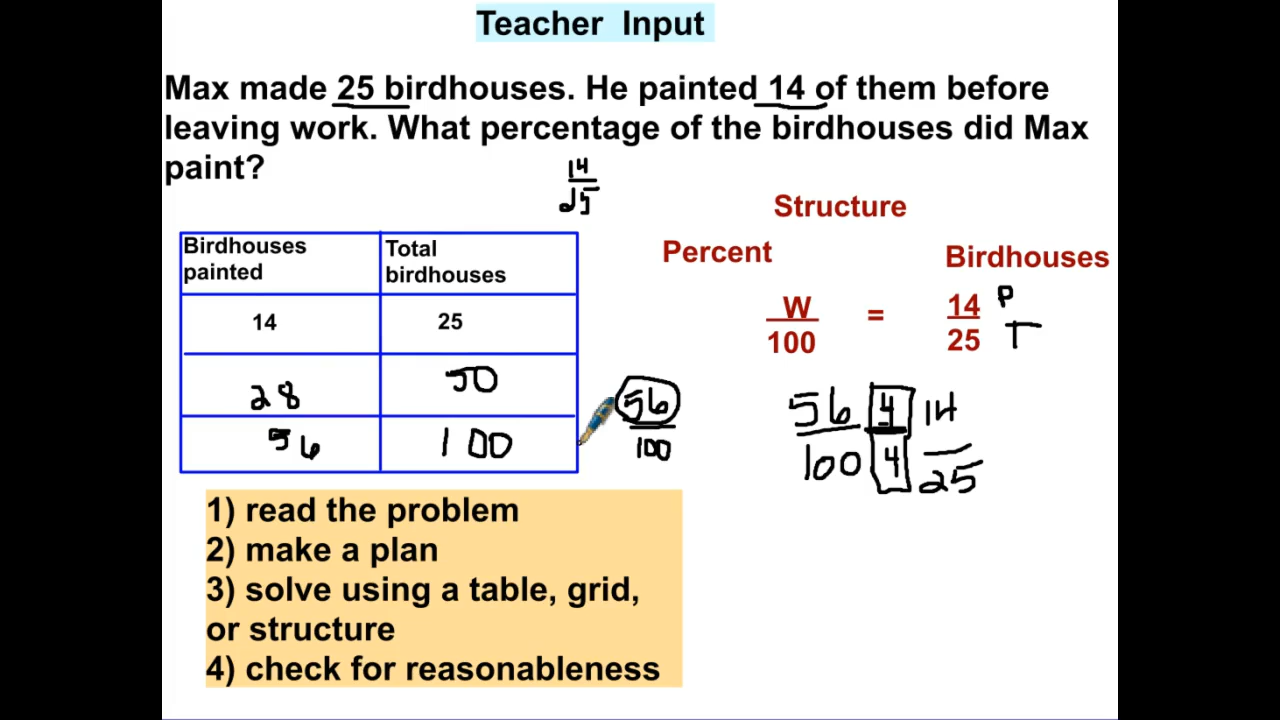 Teacher Input
Max made 25 birdhouses. He painted 14 of them before
leaving work. What percentage of the birdhouses did Max
paint?
14
25
Birdhouses painted
Total birdhouses
14
25
28
50
56
100
56
100
Structure
Percent
Birdhouses
W
100
=
14
25
P
T
56
100
4
4
14
25
1) read the problem
2) make a plan
3) solve using a table, grid,
or structure
4) check for reasonableness